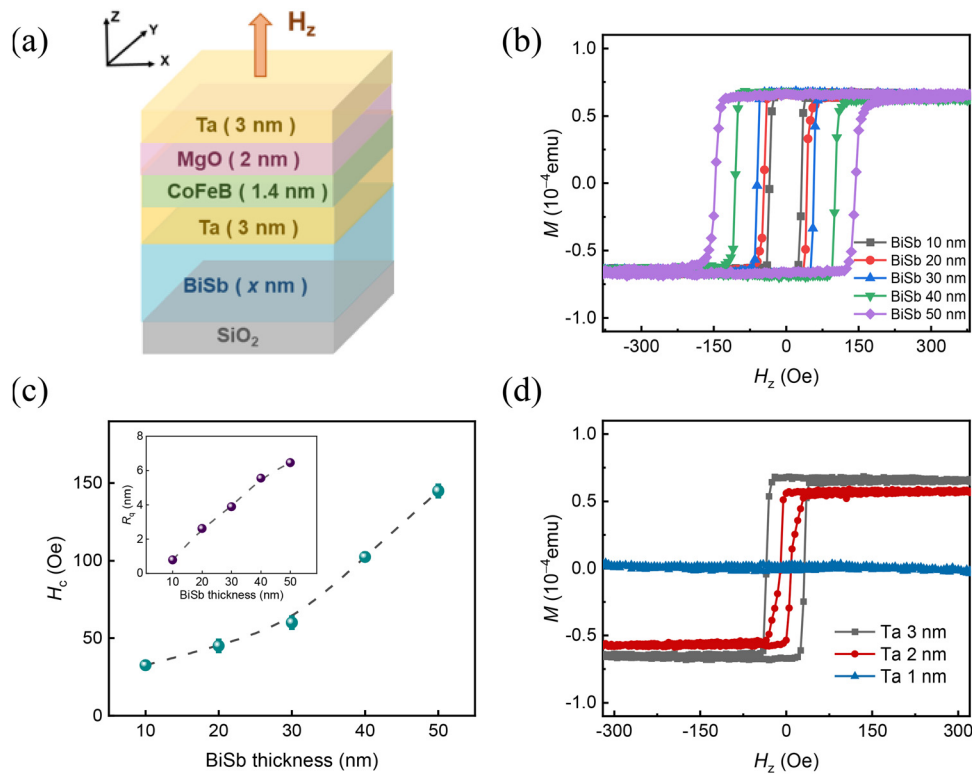 (a)
Z
Y
X
H_z
Ta ( 3 nm )
MgO ( 2 nm )
CoFeB ( 1.4 nm )
Ta ( 3 nm )
BiSb ( x nm )
SiO₂
(b)
1.0
0.5
0.0
-0.5
-1.0
M (10⁻⁴emu)
BiSb 10 nm
BiSb 20 nm
BiSb 30 nm
BiSb 40 nm
BiSb 50 nm
-300 -150 0 150 300
H_z (Oe)
(c)
150
100
50
0
H_c (Oe)
8
6
4
2
0
R_q (nm)
10 20 30 40 50
BiSb thickness (nm)
10 20 30 40 50
BiSb thickness (nm)
(d)
1.0
0.5
0.0
-0.5
-1.0
M (10⁻⁴emu)
Ta 3 nm
Ta 2 nm
Ta 1 nm
-300 -150 0 150 300
H_z (Oe)